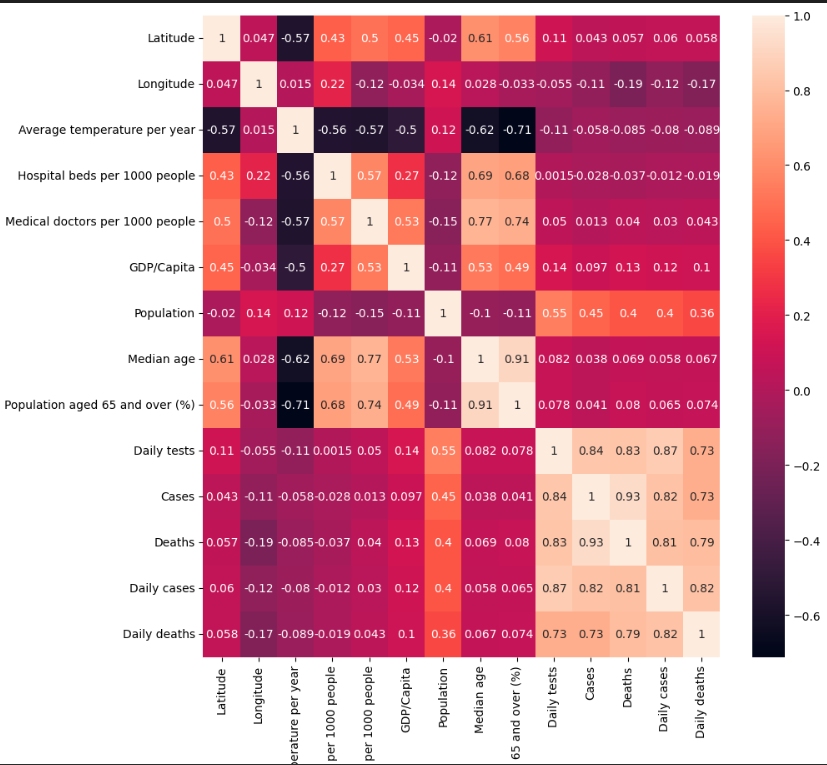 Latitude 1 0.047 -0.57 0.43 0.5 0.45 -0.02 0.61 0.56 0.11 0.043 0.057 0.06 0.058
Longitude 0.047 1 0.015 0.22 -0.12 -0.034 0.14 0.028 -0.033 -0.055 -0.11 -0.19 -0.12 -0.17
Average temperature per year -0.57 0.015 1 -0.56 -0.57 -0.5 0.12 -0.62 -0.71 -0.11 -0.058 -0.085 -0.08 -0.089
Hospital beds per 1000 people 0.43 0.22 -0.56 1 0.57 0.27 -0.12 0.69 0.68 0.0015 -0.028 -0.037 -0.012 -0.019
Medical doctors per 1000 people 0.5 -0.12 -0.57 0.57 1 0.53 -0.15 0.77 0.74 0.05 0.013 0.04 0.03 0.043
GDP/Capita 0.45 -0.034 -0.5 0.27 0.53 1 -0.11 0.53 0.49 0.14 0.097 0.13 0.12 0.1
Population -0.02 0.14 0.12 -0.12 -0.15 -0.11 1 -0.1 -0.11 0.55 0.45 0.4 0.4 0.36
Median age 0.61 0.028 -0.62 0.69 0.77 0.53 -0.1 1 0.91 0.082 0.038 0.069 0.058 0.067
Population aged 65 and over (%) 0.56 -0.033 -0.71 0.68 0.74 0.49 -0.11 0.91 1 0.078 0.041 0.08 0.065 0.074
Daily tests 0.11 -0.055 -0.11 0.0015 0.05 0.14 0.55 0.082 0.078 1 0.84 0.83 0.87 0.73
Cases 0.043 -0.11 -0.058 -0.028 0.013 0.097 0.45 0.038 0.041 0.84 1 0.93 0.82 0.73
Deaths 0.057 -0.19 -0.085 -0.037 0.04 0.13 0.4 0.069 0.08 0.83 0.93 1 0.81 0.79
Daily cases 0.06 -0.12 -0.08 -0.012 0.03 0.12 0.4 0.058 0.065 0.87 0.82 0.81 1 0.82
Daily deaths 0.058 -0.17 -0.089 -0.019 0.043 0.1 0.36 0.067 0.074 0.73 0.73 0.79 0.82 1
Latitude
Longitude
perature per year
per 1000 people
per 1000 people
GDP/Capita
Population
Median age
65 and over (%)
Daily tests
Cases
Deaths
Daily cases
Daily deaths
1.0
0.8
0.6
0.4
0.2
0.0
−0.2
−0.4
−0.6